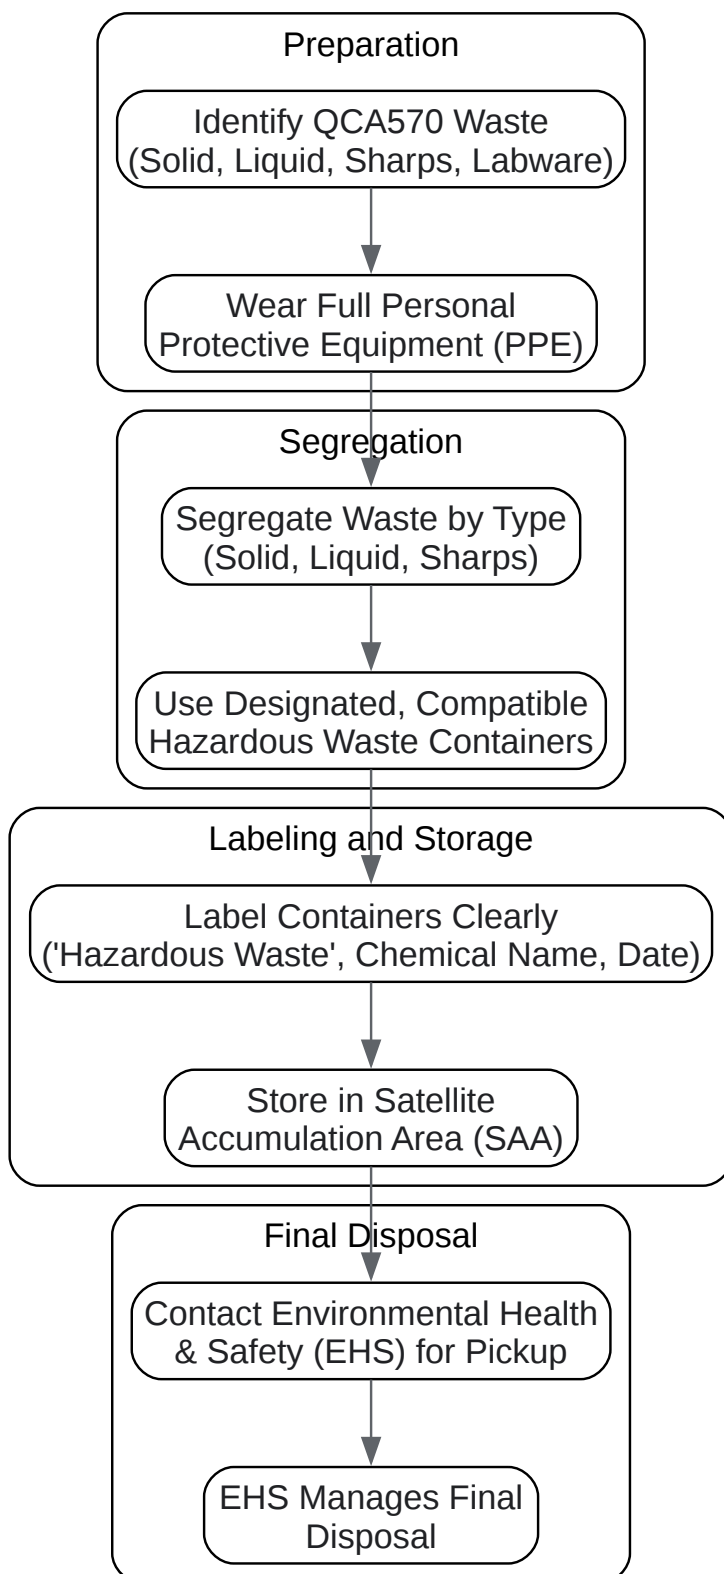 Preparation
Identify QCA570 Waste
(Solid, Liquid, Sharps, Labware)
Wear Full Personal
Protective Equipment (PPE)
Segregation
Segregate Waste by Type
(Solid, Liquid, Sharps)
Use Designated, Compatible
Hazardous Waste Containers
Labeling and Storage
Label Containers Clearly
('Hazardous Waste', Chemical Name, Date)
Store in Satellite
Accumulation Area (SAA)
Final Disposal
Contact Environmental Health
& Safety (EHS) for Pickup
EHS Manages Final
Disposal